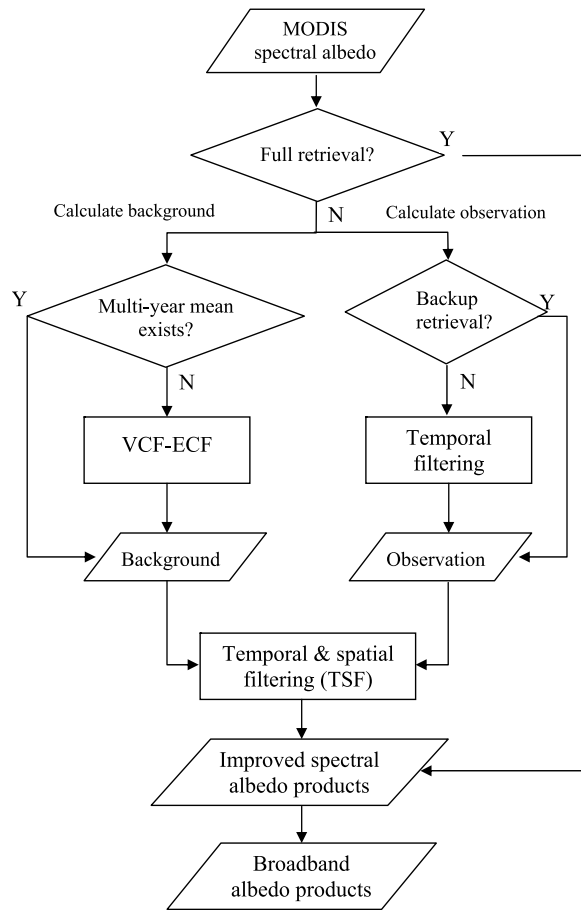 MODIS
spectral albedo
Y
Full retrieval?
Calculate background
N
Calculate observation
Y
Multi-year mean
exists?
Backup
retrieval?
Y
N
N
VCF-ECF
Temporal
filtering
Background
Observation
Temporal & spatial
filtering (TSF)
Improved spectral
albedo products
Broadband
albedo products